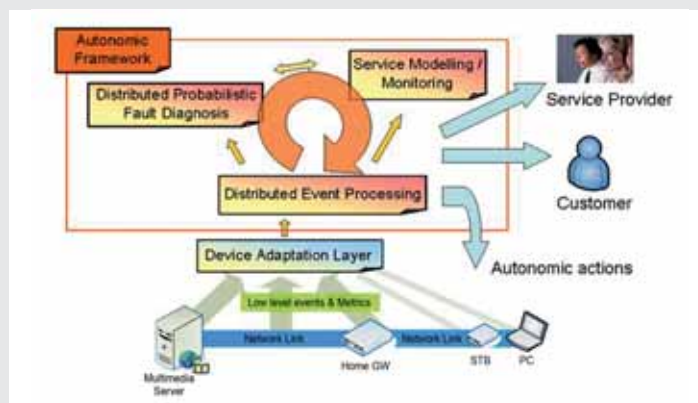 Autonomic
Framework
Service Modelling /
Monitoring
Distributed Probabilistic
Fault Diagnosis
Service Provider
Distributed Event Processing
Customer
Device Adaptation Layer
Autonomic actions
Low level events & Metrics
Network Link
Network Link
Multimedia
Server
Home GW
STB
PC